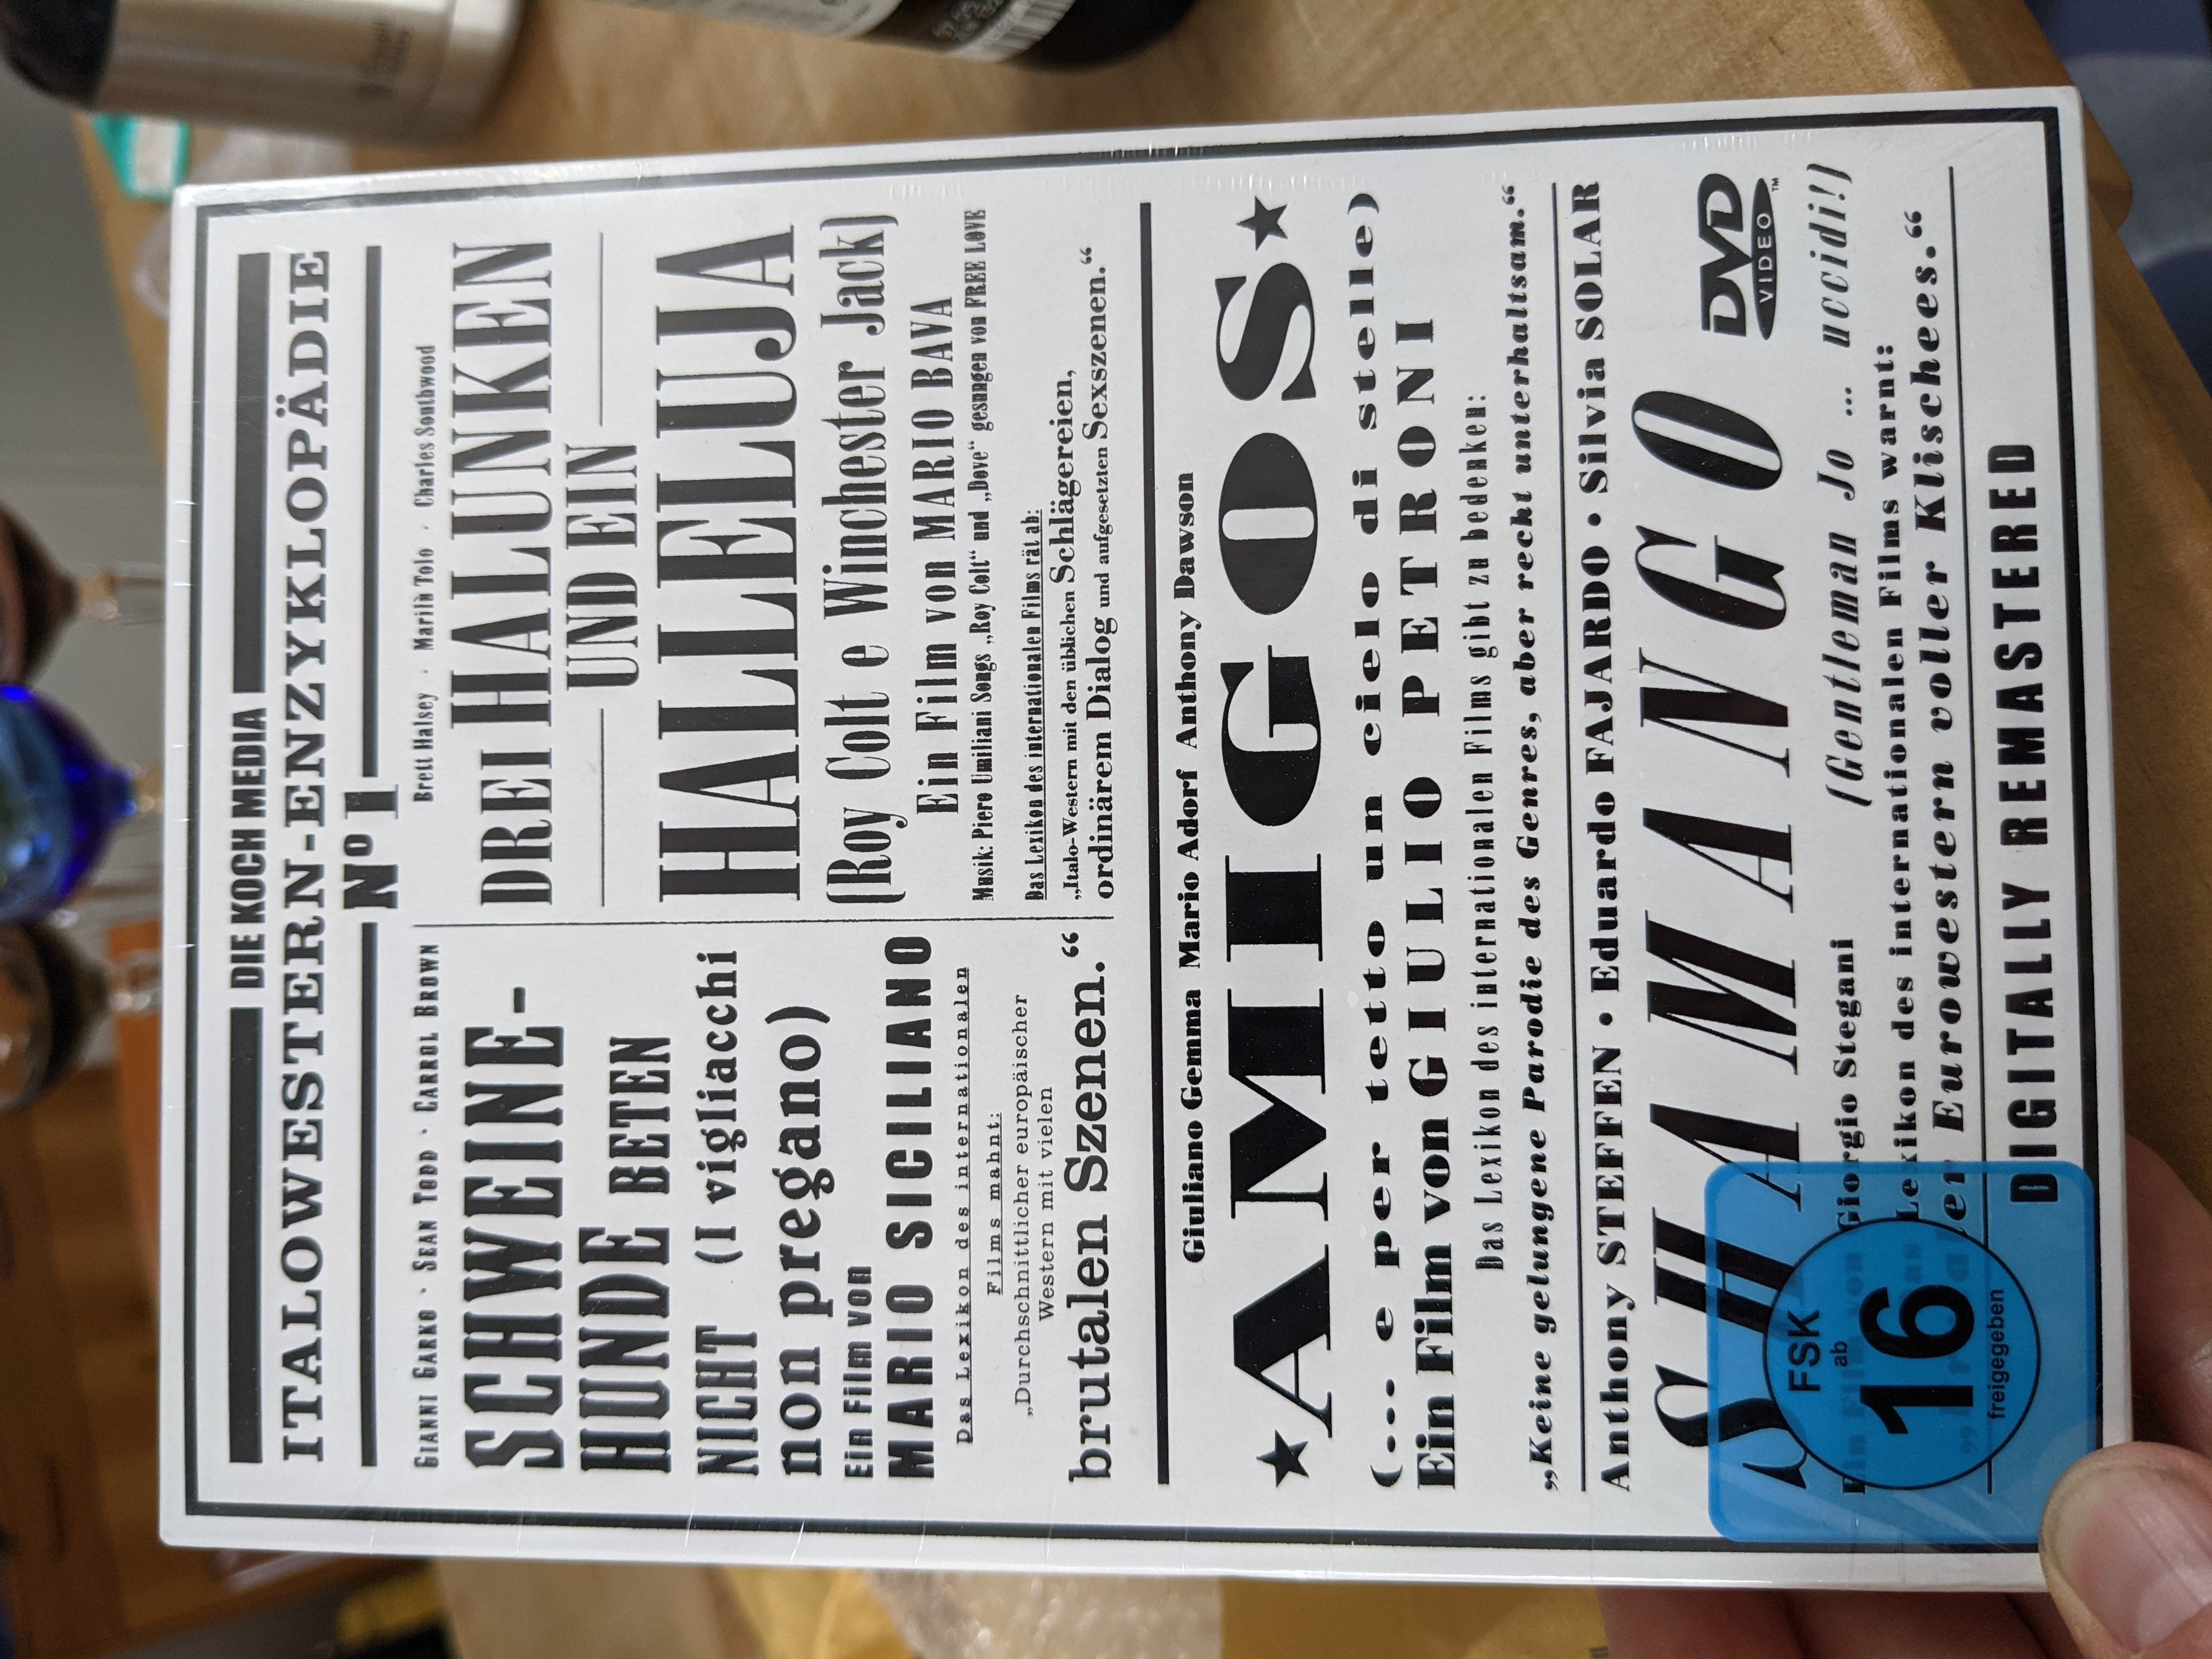 DIE KOCH MEDIA
ITALOWESTERN-ENZYKLOPÄDIE
Nº1
GIANNI GARKO · SEAN TODD · CARROL BROWN
SCHWEINE-
HUNDE BETEN
NICHT (I vigliacchi
non pregano)
Ein Film von
MARIO SICILIANO
Das Lexikon des internationalen
Films mahnt:
„Durchschnittlicher europäischer
Western mit vielen
brutalen Szenen.“
Brett Halsey · Marilù Tolo · Charles Southwood
DREI HALUNKEN
UND EIN
HALLELUJA
(Roy Colt e Winchester Jack)
Ein Film von MARIO BAVA
Musik: Piero Umiliani Songs „Roy Colt“ und „Dove“ gesungen von FREE LOVE
Das Lexikon des internationalen Films rät ab:
„Italo-Western mit den üblichen Schlägereien,
ordinärem Dialog und aufgesetzten Sexszenen.“
Giuliano Gemma Mario Adorf Anthony Dawson
★AMIGOS★
(... e per tetto un cielo di stelle)
Ein Film von GIULIO PETRONI
Das Lexikon des internationalen Films gibt zu bedenken:
„Keine gelungene Parodie des Genres, aber recht unterhaltsam.“
Anthony STEFFEN • Eduardo FAJARDO • Silvia SOLAR
SHAMANGO
DVD
VIDEO™
Ein Film von Giorgio Stegani (Gentleman Jo ... uccidi!)
Das Lexikon des internationalen Films warnt:
Eurowestern voller Klischees.“
DIGITALLY REMASTERED
FSK
ab
16
freigegeben